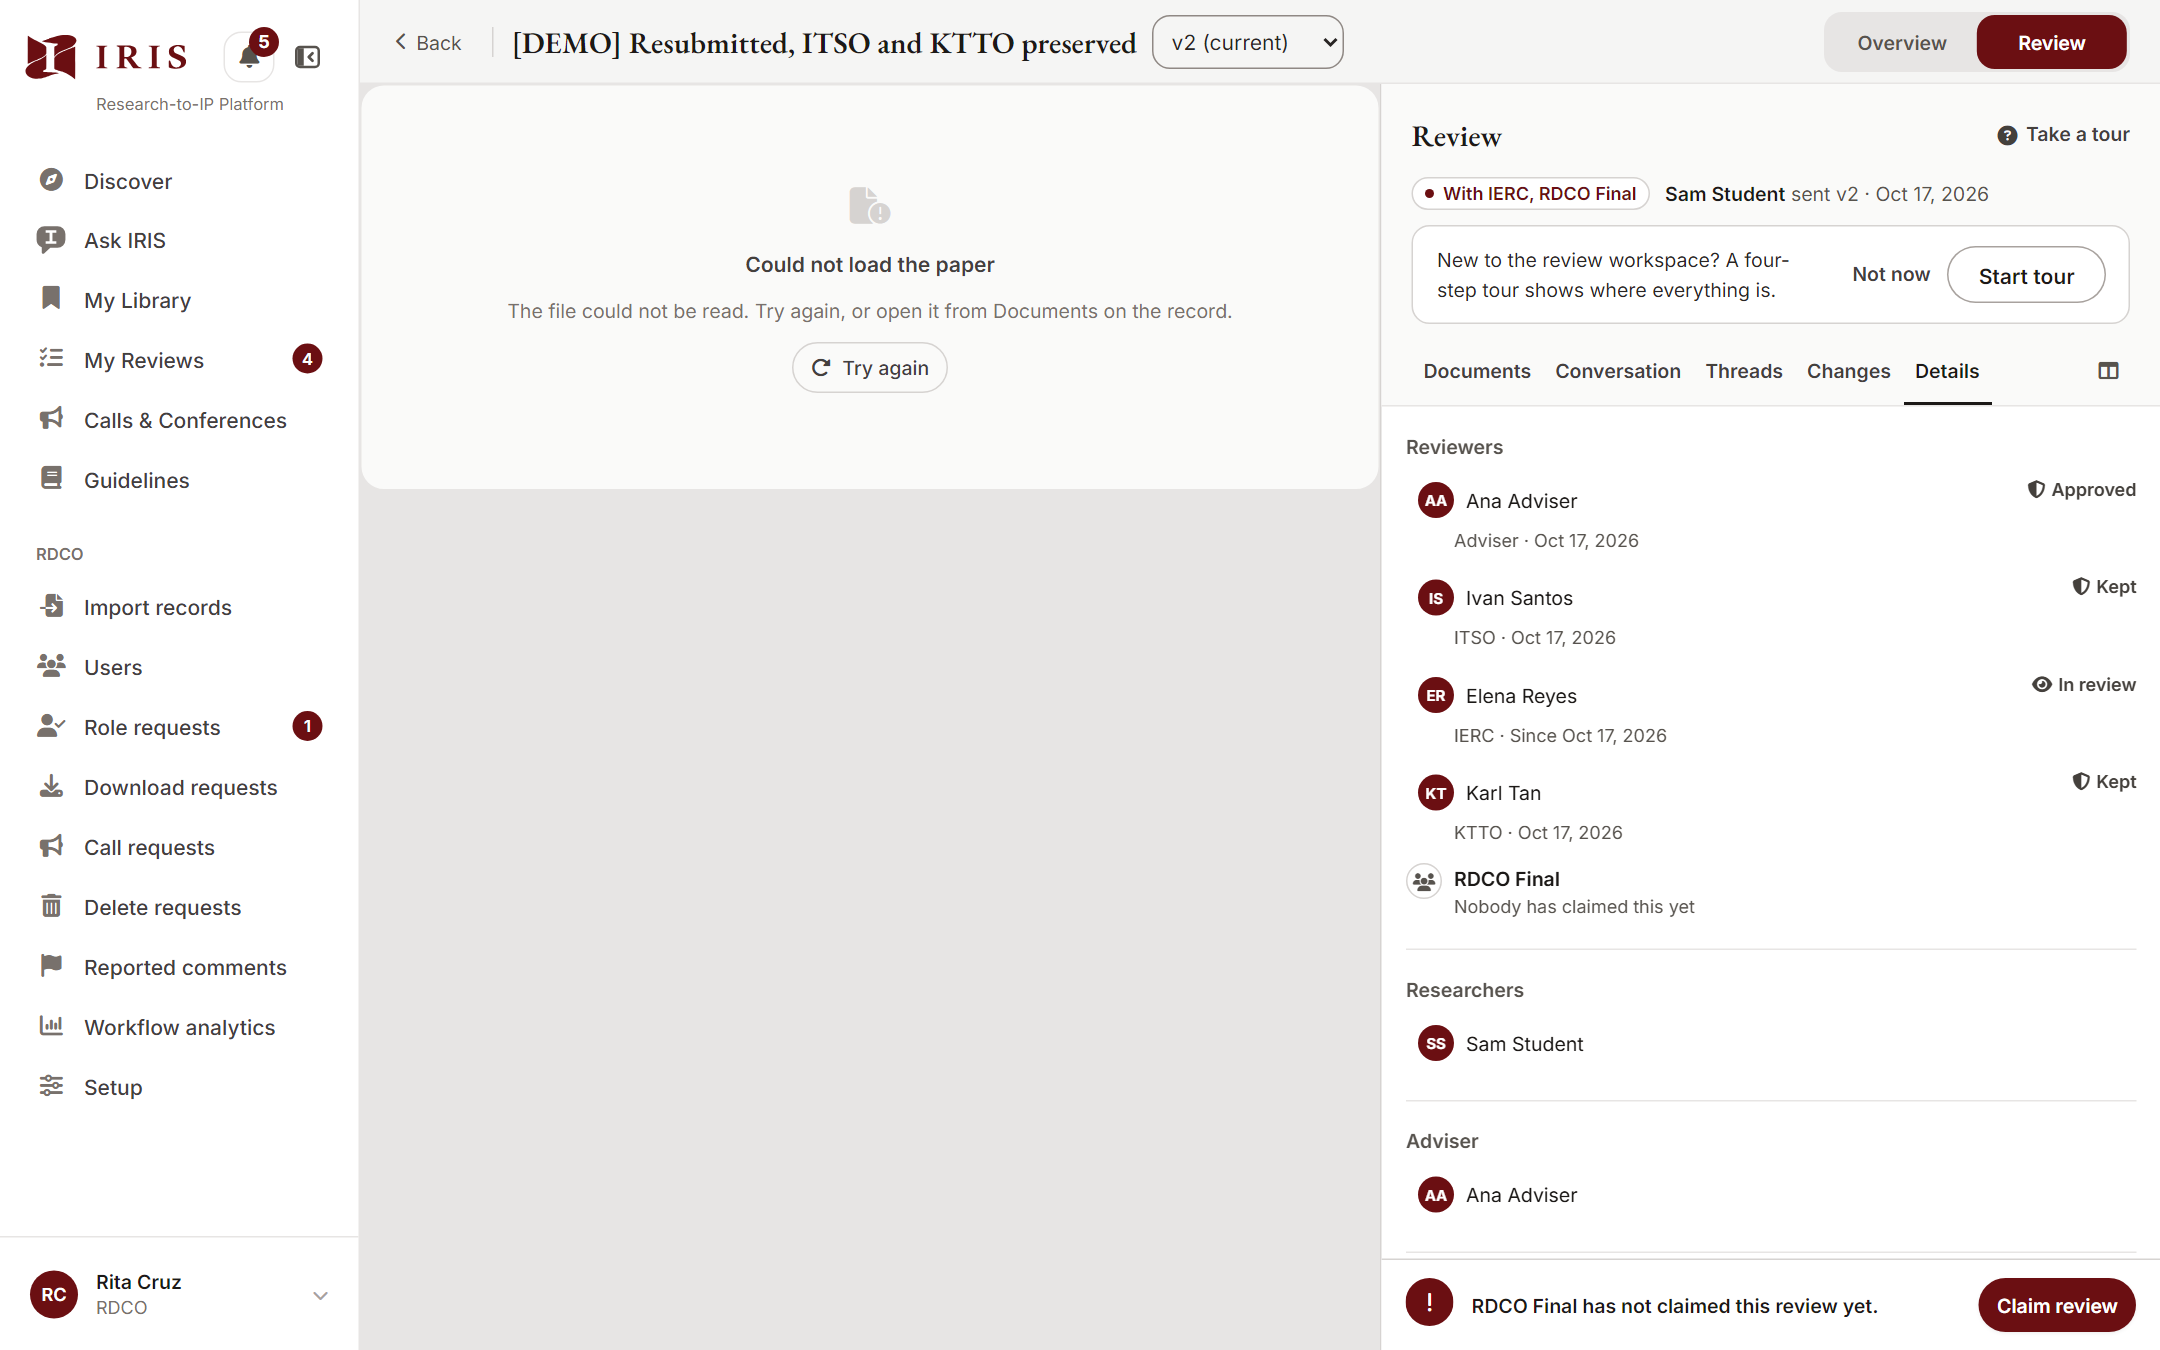 IRIS
5
Research-to-IP Platform
Discover
Ask IRIS
My Library
My Reviews
4
Calls & Conferences
Guidelines
RDCO
Import records
Users
Role requests
1
Download requests
Call requests
Delete requests
Reported comments
Workflow analytics
Setup
RC
Rita Cruz
RDCO
Back
[DEMO] Resubmitted, ITSO and KTTO preserved
v2 (current)
Overview
Review
Could not load the paper
The file could not be read. Try again, or open it from Documents on the record.
Try again
Review
Take a tour
With IERC, RDCO Final
Sam Student sent v2 · Oct 17, 2026
New to the review workspace? A four-
step tour shows where everything is.
Not now
Start tour
Documents
Conversation
Threads
Changes
Details
Reviewers
AA
Ana Adviser
Approved
Adviser · Oct 17, 2026
IS
Ivan Santos
Kept
ITSO · Oct 17, 2026
ER
Elena Reyes
In review
IERC · Since Oct 17, 2026
KT
Karl Tan
Kept
KTTO · Oct 17, 2026
RDCO Final
Nobody has claimed this yet
Researchers
SS
Sam Student
Adviser
AA
Ana Adviser
RDCO Final has not claimed this review yet.
Claim review